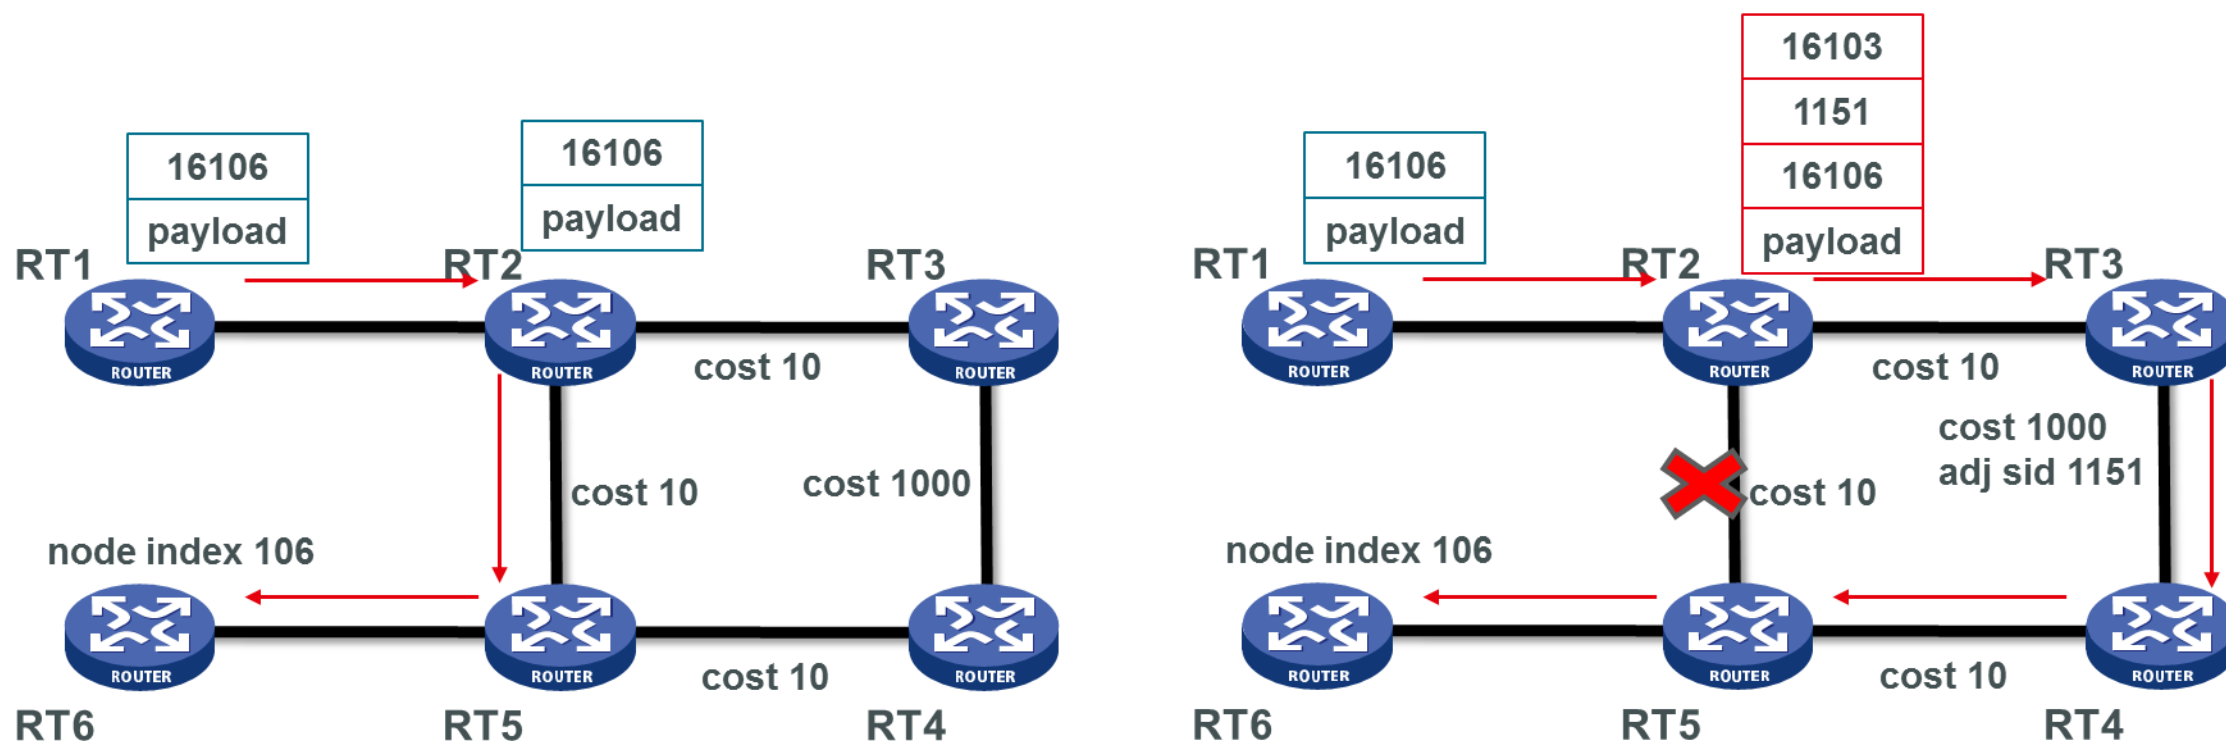 16106
payload
16106
payload
RT1
RT2
RT3
ROUTER
ROUTER
ROUTER
cost 10
cost 10
cost 1000
node index 106
ROUTER
ROUTER
ROUTER
cost 10
RT6
RT5
RT4
16103
1151
16106
payload
16106
payload
RT1
RT2
RT3
ROUTER
ROUTER
ROUTER
cost 10
cost 1000
adj sid 1151
cost 10
node index 106
ROUTER
ROUTER
ROUTER
cost 10
RT6
RT5
RT4